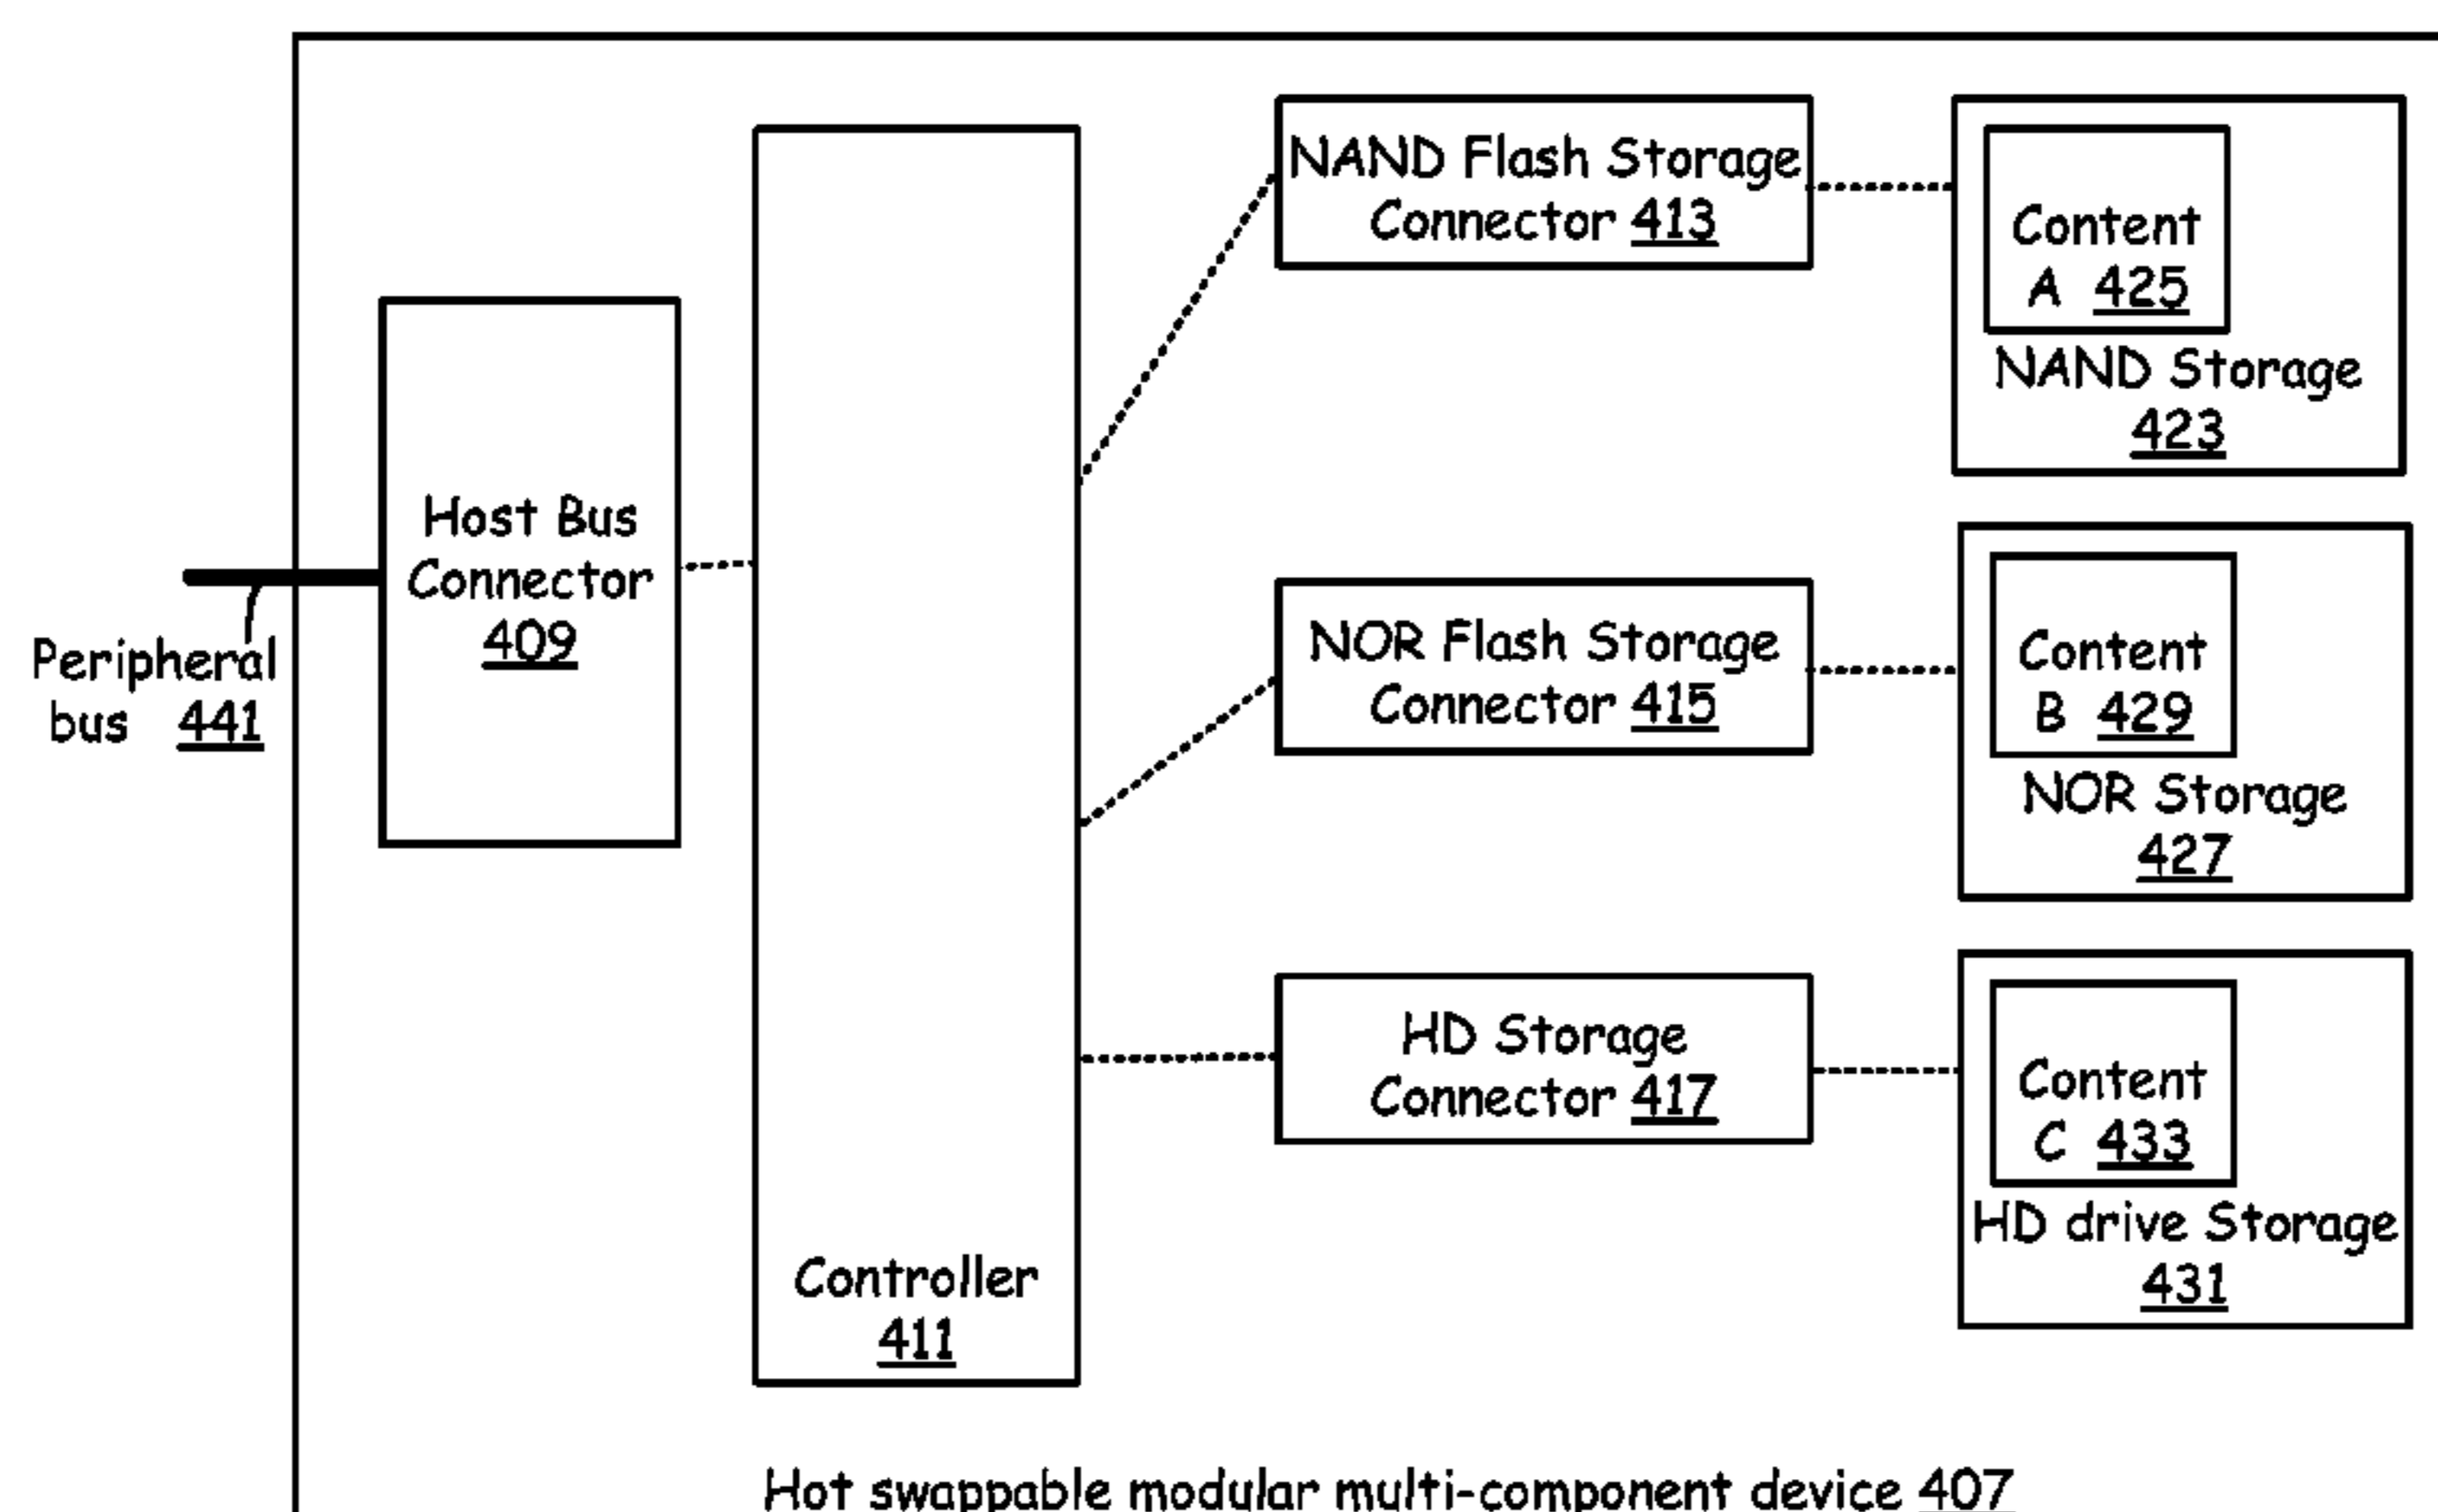 Peripheral
bus 441
Host Bus
Connector
409
Controller
411
NAND Flash Storage
Connector 413
NOR Flash Storage
Connector 415
HD Storage
Connector 417
Content
A 425
NAND Storage
423
Content
B 429
NOR Storage
427
Content
C 433
HD drive Storage
431
Hot swappable modular multi-component device 407